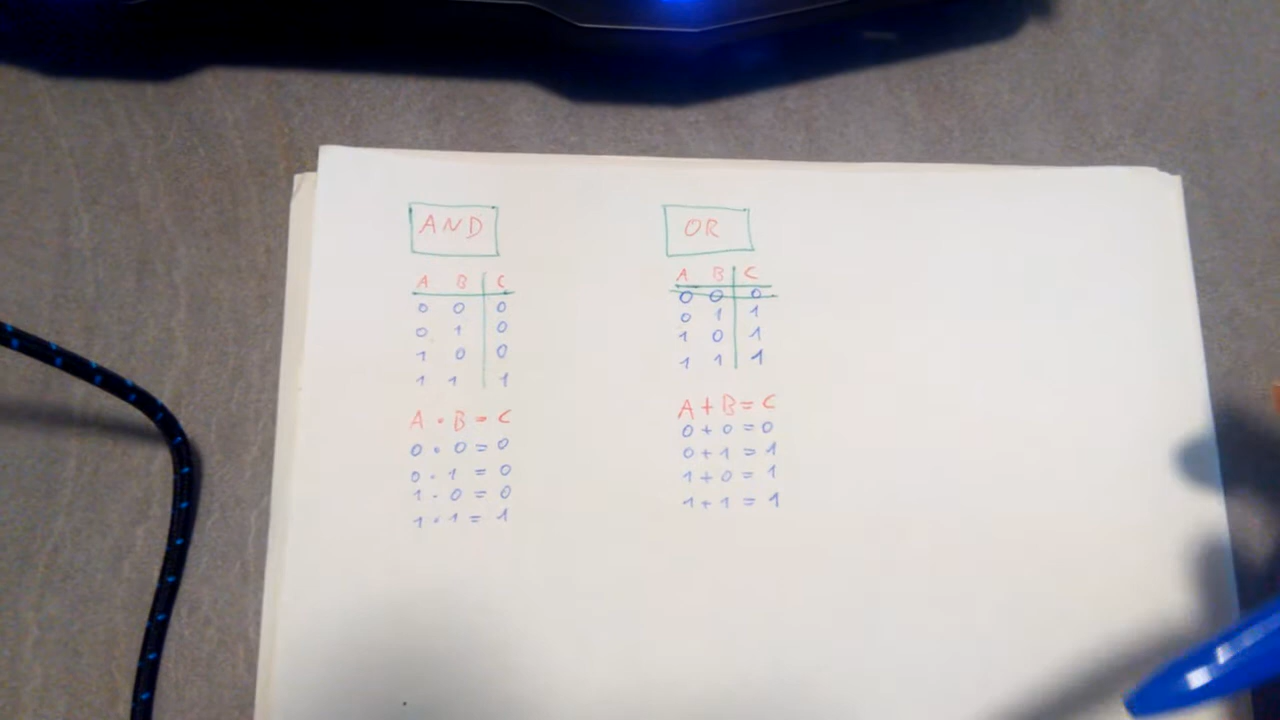 AND
A B C
0 0 0
0 1 0
1 0 0
1 1 1
A · B = C
0 · 0 = 0
0 · 1 = 0
1 · 0 = 0
1 · 1 = 1
OR
A B C
0 0 0
0 1 1
1 0 1
1 1 1
A + B = C
0 + 0 = 0
0 + 1 = 1
1 + 0 = 1
1 + 1 = 1